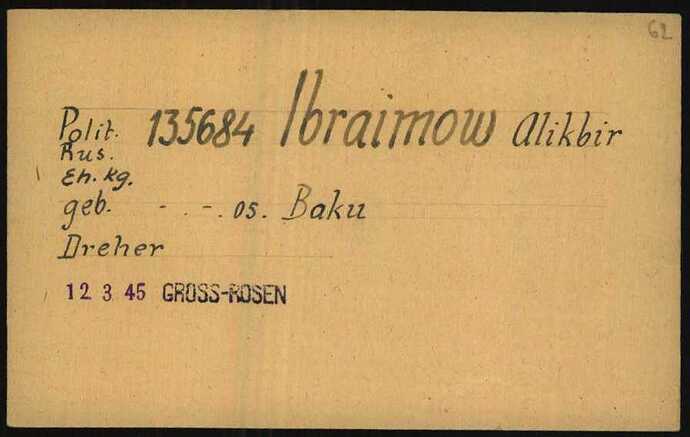 62
Polit. 135684 Ibraimow Alikbir
Rus.
Eh. kg.
geb. - . - . 05. Baku
Dreher
12 3 45 GROSS-ROSEN